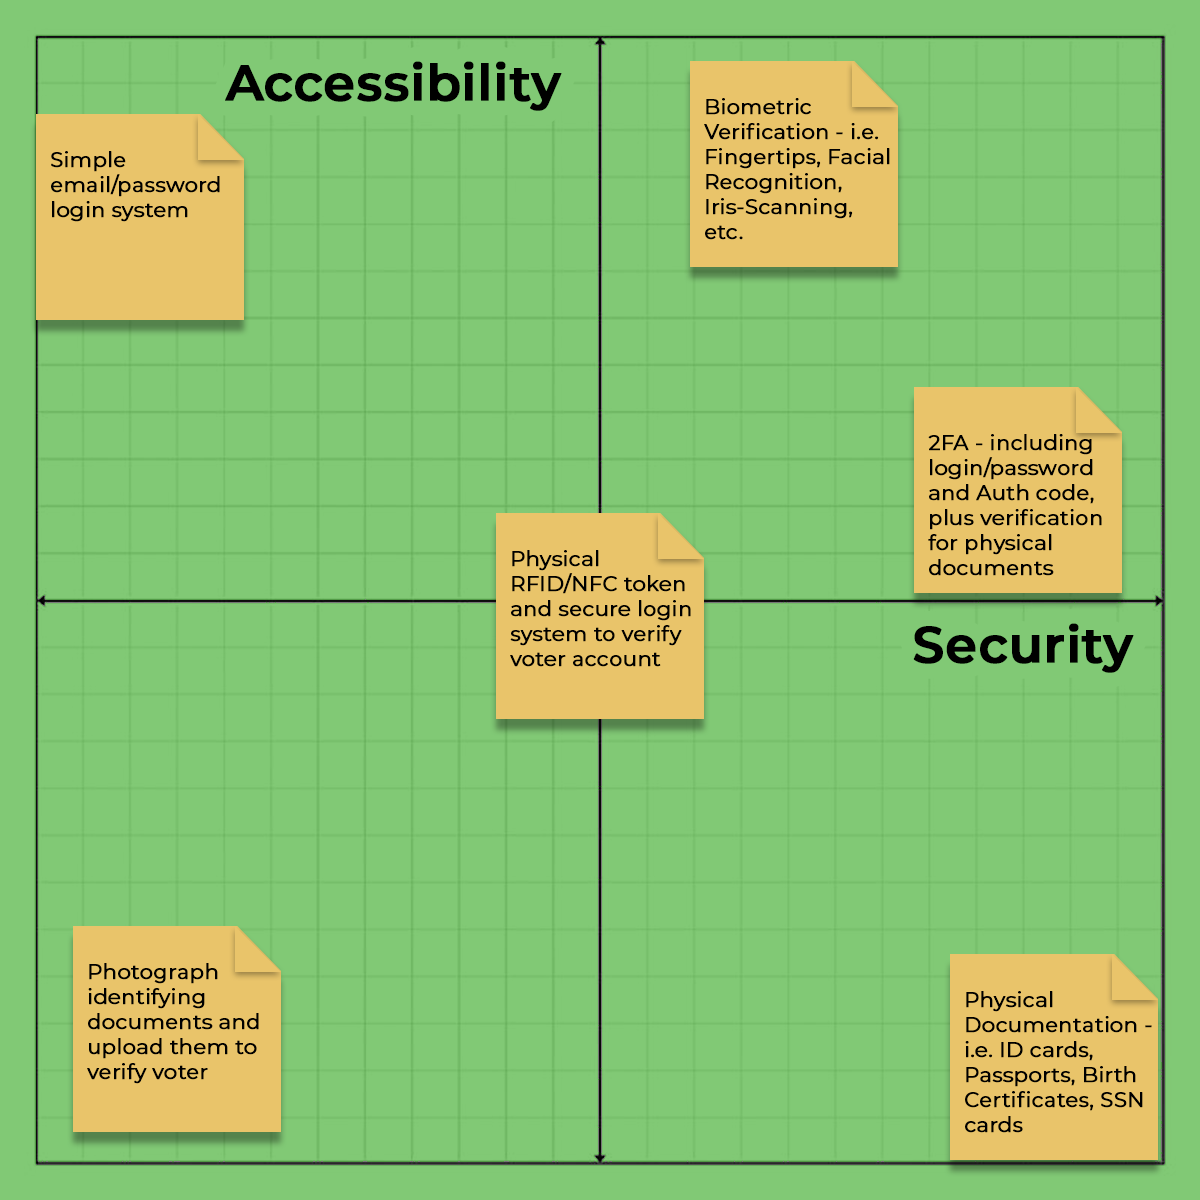 Accessibility
Simple
email/password
login system
Biometric
Verification - i.e.
Fingertips, Facial
Recognition,
Iris-Scanning,
etc.
2FA - including
login/password
and Auth code,
plus verification
for physical
documents
Physical
RFID/NFC token
and secure login
system to verify
voter account
Security
Photograph
identifying
documents and
upload them to
verify voter
Physical
Documentation -
i.e. ID cards,
Passports, Birth
Certificates, SSN
cards